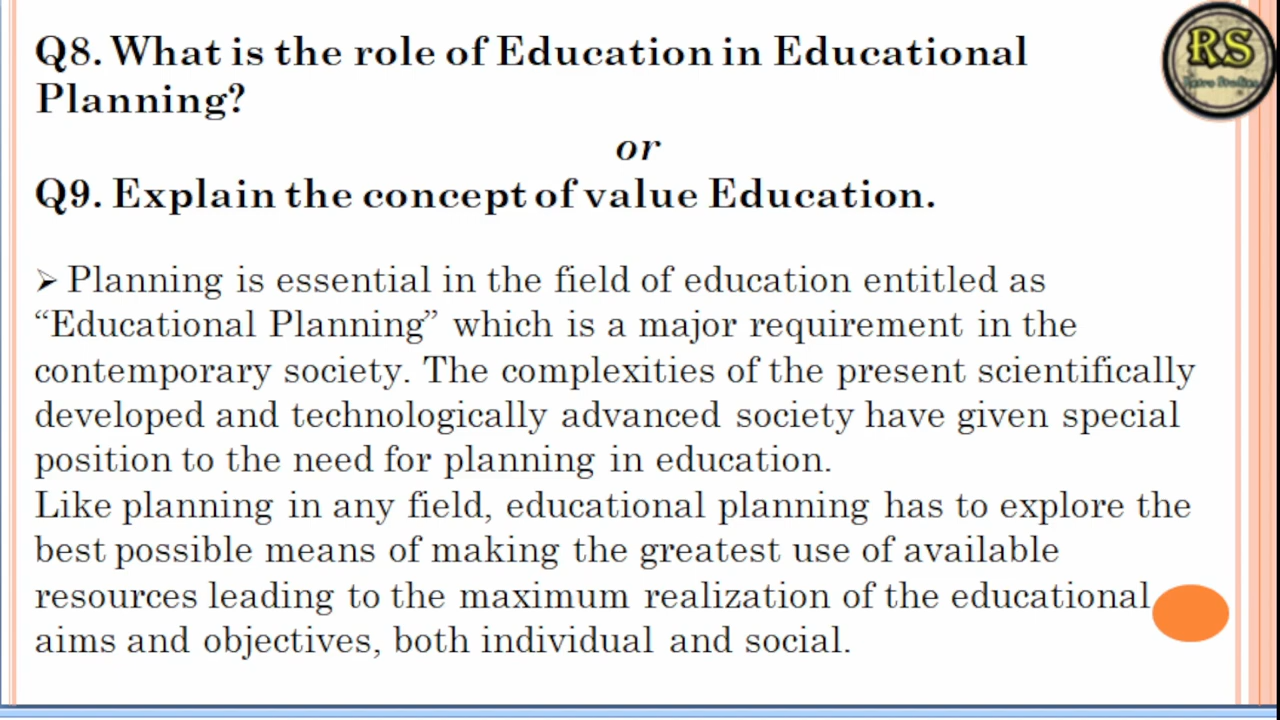 Q8. What is the role of Education in Educational
Planning?
or
Q9. Explain the concept of value Education.
➢ Planning is essential in the field of education entitled as
“Educational Planning” which is a major requirement in the
contemporary society. The complexities of the present scientifically
developed and technologically advanced society have given special
position to the need for planning in education.
Like planning in any field, educational planning has to explore the
best possible means of making the greatest use of available
resources leading to the maximum realization of the educational
aims and objectives, both individual and social.
RS